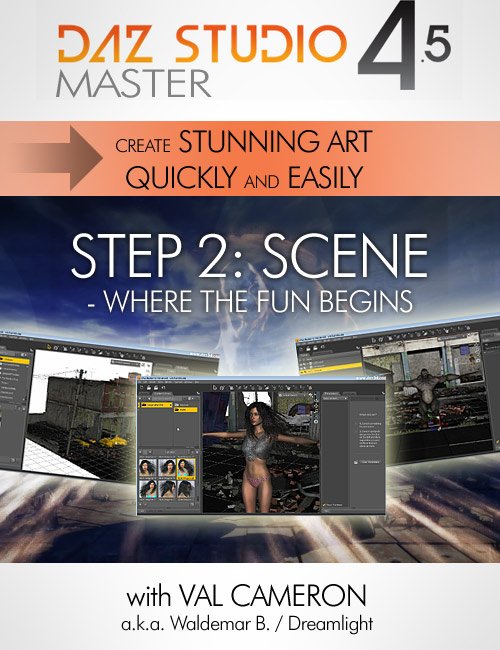 DAZ STUDIO 4.5
MASTER
CREATE STUNNING ART
QUICKLY AND EASILY
STEP 2: SCENE
- WHERE THE FUN BEGINS
with VAL CAMERON
a.k.a. Waldemar B. / Dreamlight